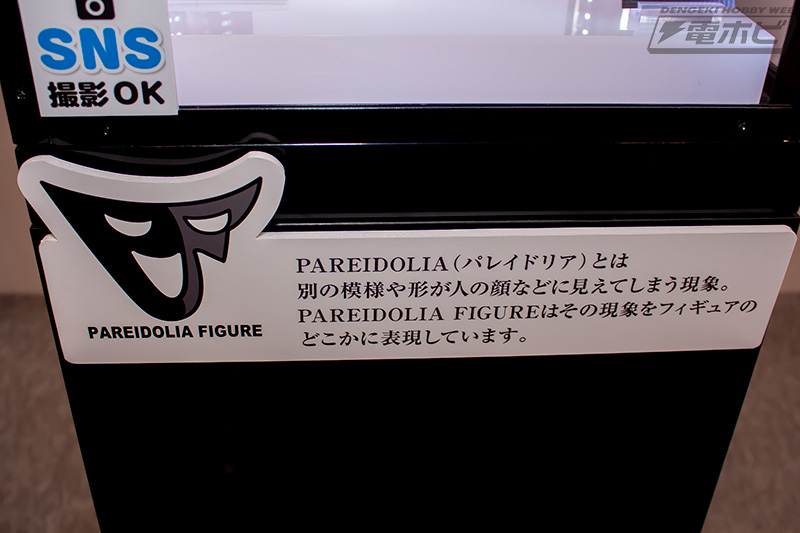 SNS
撮影OK
DENGEKI HOBBY WEB
電ホビ
PAREIDOLIA(パレイドリア)とは
別の模様や形が人の顔などに見えてしまう現象。
PAREIDOLIA FIGUREはその現象をフィギュアの
どこかに表現しています。
PAREIDOLIA FIGURE